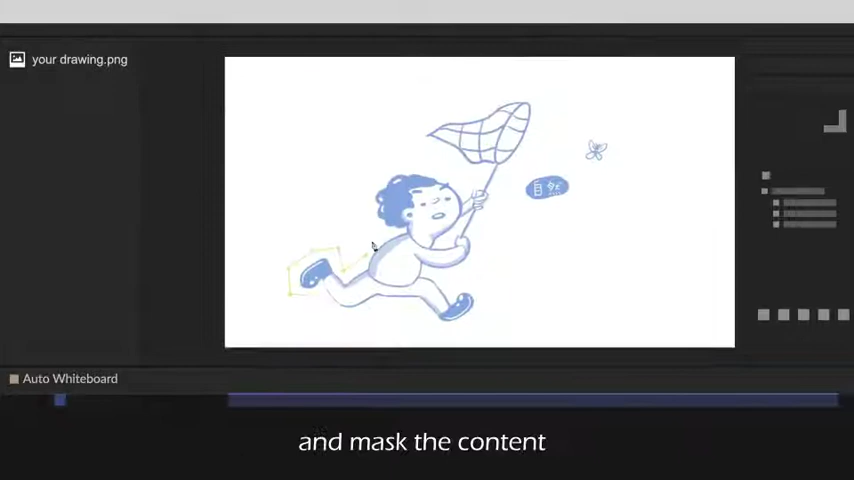 your drawing.png
自然
Auto Whiteboard
and mask the content